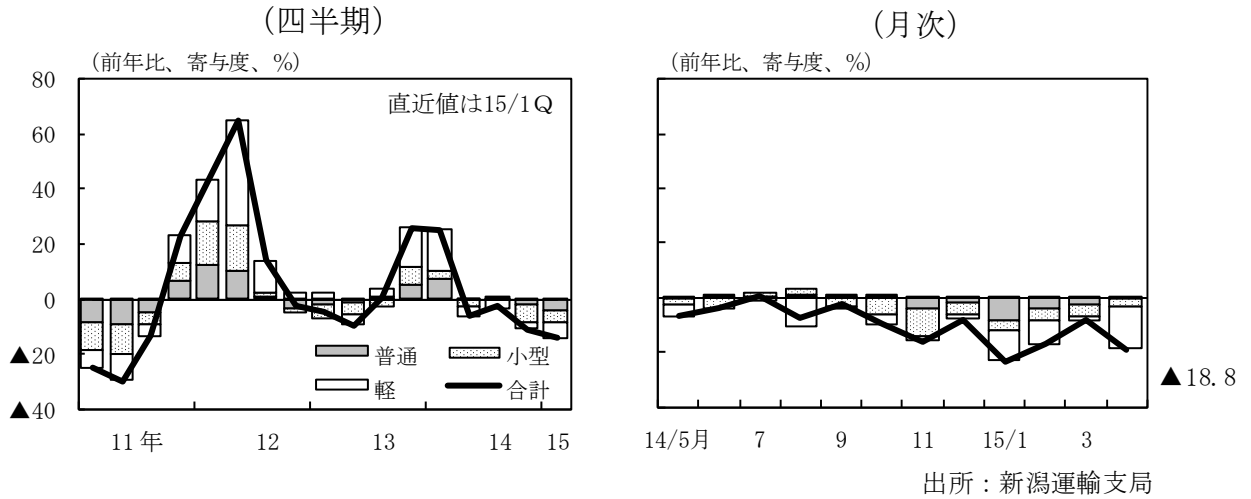 (四半期)
(前年比、寄与度、%)
80
60
40
20
0
▲20
▲40
直近値は15/1Q
普通
小型
軽
合計
11年
12
13
14
15
(月次)
(前年比、寄与度、%)
▲18.8
14/5月
7
9
11
15/1
3
出所：新潟運輸支局